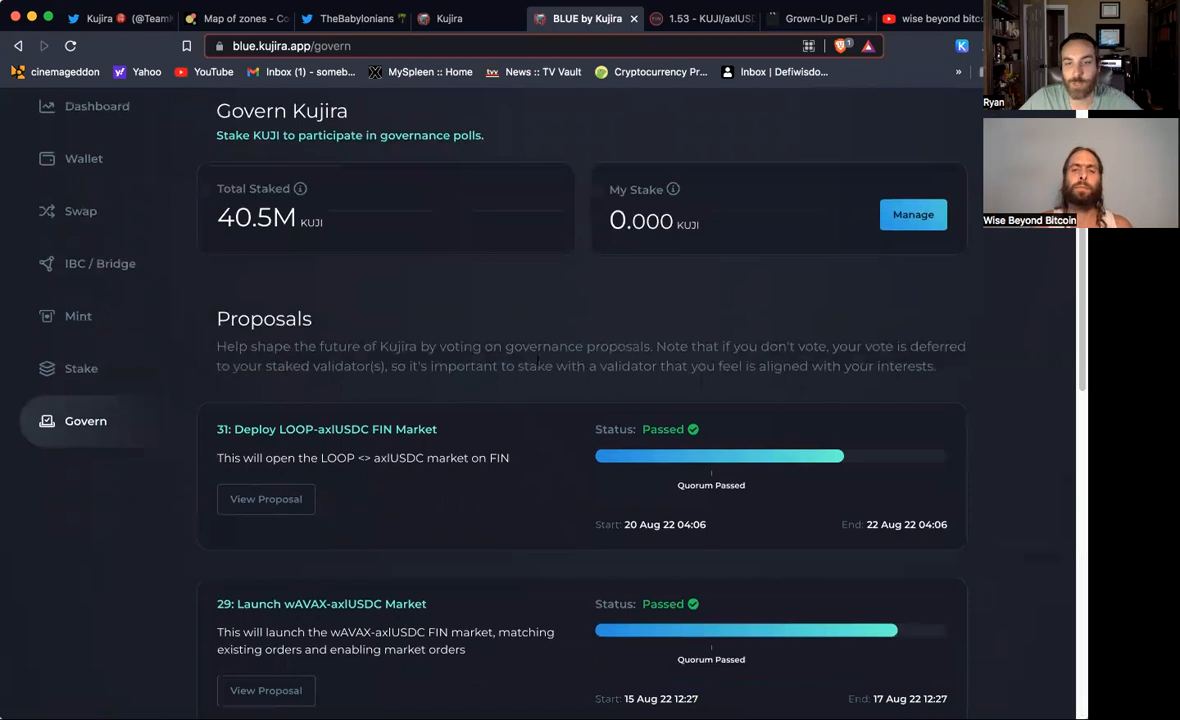 Kujira
(@TeamK
Map of zones - Co
TheBabylonians
Kujira
BLUE by Kujira
1.53 - KUJI/axlUS
Grown-Up DeFi -
wise beyond bitco
blue.kujira.app/govern
1
K
cinemageddon
Yahoo
YouTube
Inbox (1) - someb...
MySpleen :: Home
News :: TV Vault
Cryptocurrency Pr...
Inbox | Defiwisdo...
»
Ryan
Wise Beyond Bitcoin
Dashboard
Wallet
Swap
IBC / Bridge
Mint
Stake
Govern
Govern Kujira
Stake KUJI to participate in governance polls.
Total Staked
40.5M KUJI
My Stake
0.000 KUJI
Manage
Proposals
Help shape the future of Kujira by voting on governance proposals. Note that if you don't vote, your vote is deferred
to your staked validator(s), so it's important to stake with a validator that you feel is aligned with your interests.
31: Deploy LOOP-axlUSDC FIN Market
This will open the LOOP <> axlUSDC market on FIN
View Proposal
Status: Passed
Quorum Passed
Start: 20 Aug 22 04:06
End: 22 Aug 22 04:06
29: Launch wAVAX-axlUSDC Market
This will launch the wAVAX-axlUSDC FIN market, matching
existing orders and enabling market orders
View Proposal
Status: Passed
Quorum Passed
Start: 15 Aug 22 12:27
End: 17 Aug 22 12:27